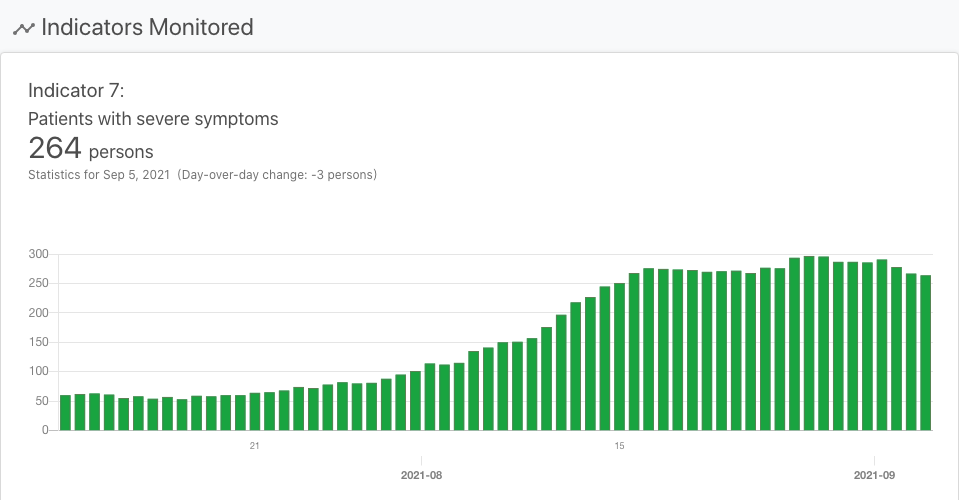 Indicators Monitored
Indicator 7:
Patients with severe symptoms
264 persons
Statistics for Sep 5, 2021 (Day-over-day change: -3 persons)
300
250
200
150
100
50
0
21 15
2021-08 2021-09